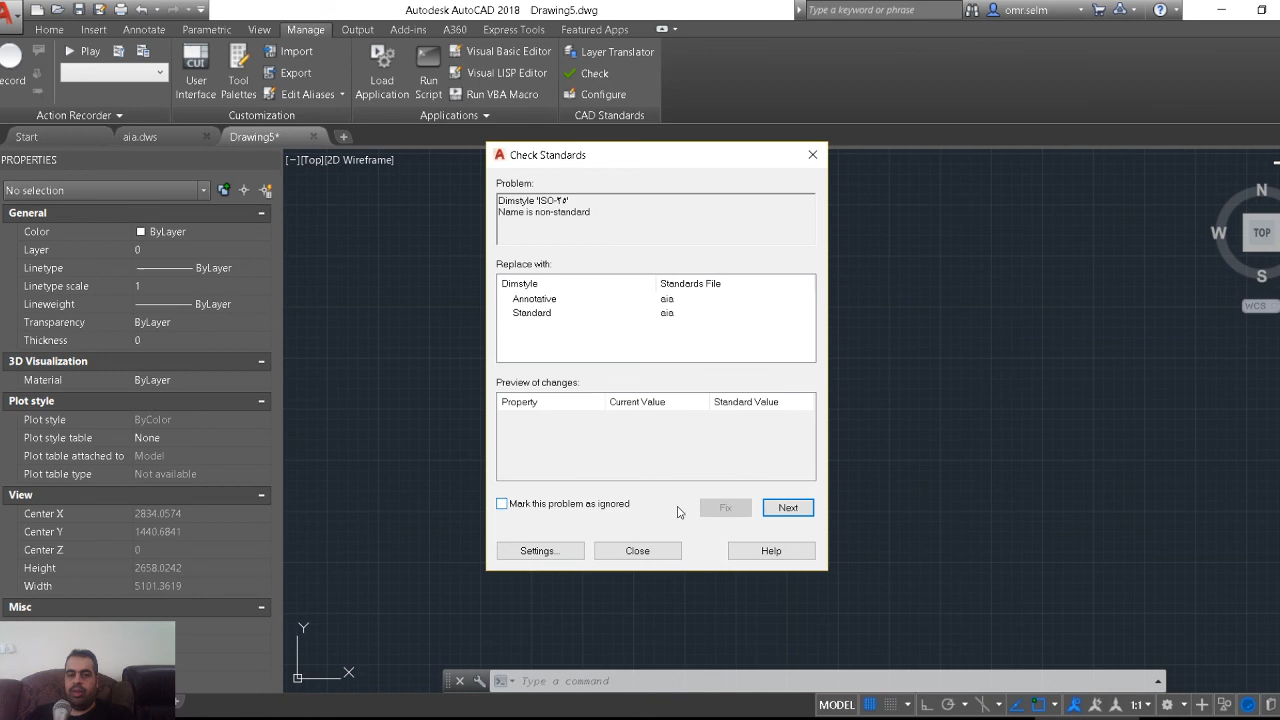 Autodesk AutoCAD 2018 Drawing5.dwg
Type a keyword or phrase
omr.selm
Home Insert Annotate Parametric View Manage Output Add-ins A360 Express Tools Featured Apps
Play
Import
Visual Basic Editor
Layer Translator
Export
Visual LISP Editor
Check
ecord
User Interface
Tool Palettes
Edit Aliases
Load Application
Run Script
Run VBA Macro
Configure
Action Recorder
Customization
Applications
CAD Standards
Start
aia.dws
Drawing5*
PROPERTIES
[−][Top][2D Wireframe]
No selection
General
Color ByLayer
Layer 0
Linetype ByLayer
Linetype scale 1
Lineweight ByLayer
Transparency ByLayer
Thickness 0
3D Visualization
Material ByLayer
Plot style
Plot style ByColor
Plot style table None
Plot table attached to Model
Plot table type Not available
View
Center X 2834.0574
Center Y 1440.6841
Center Z 0
Height 2658.0242
Width 5101.3619
Misc
Check Standards
Problem:
Dimstyle 'ISO-۲۵'
Name is non-standard
Replace with:
Dimstyle Standards File
Annotative aia
Standard aia
Preview of changes:
Property Current Value Standard Value
Mark this problem as ignored
Fix
Next
Settings...
Close
Help
N
W
TOP
S
WCS
Y
X
Type a command
MODEL
1:1